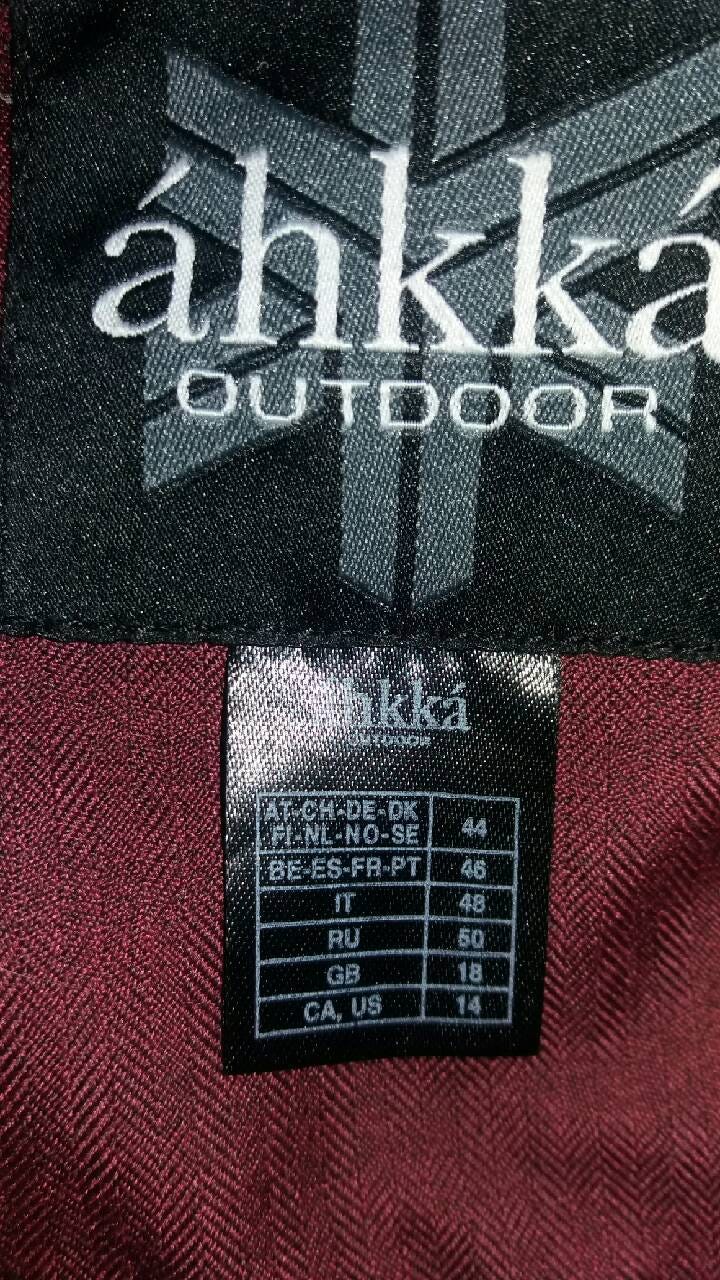 áhkká
OUTDOOR
áhkká
OUTDOOR
AT-CH-DE-DK
FI-NL-NO-SE 44
BE-ES-FR-PT 46
IT 48
RU 50
GB 18
CA, US 14